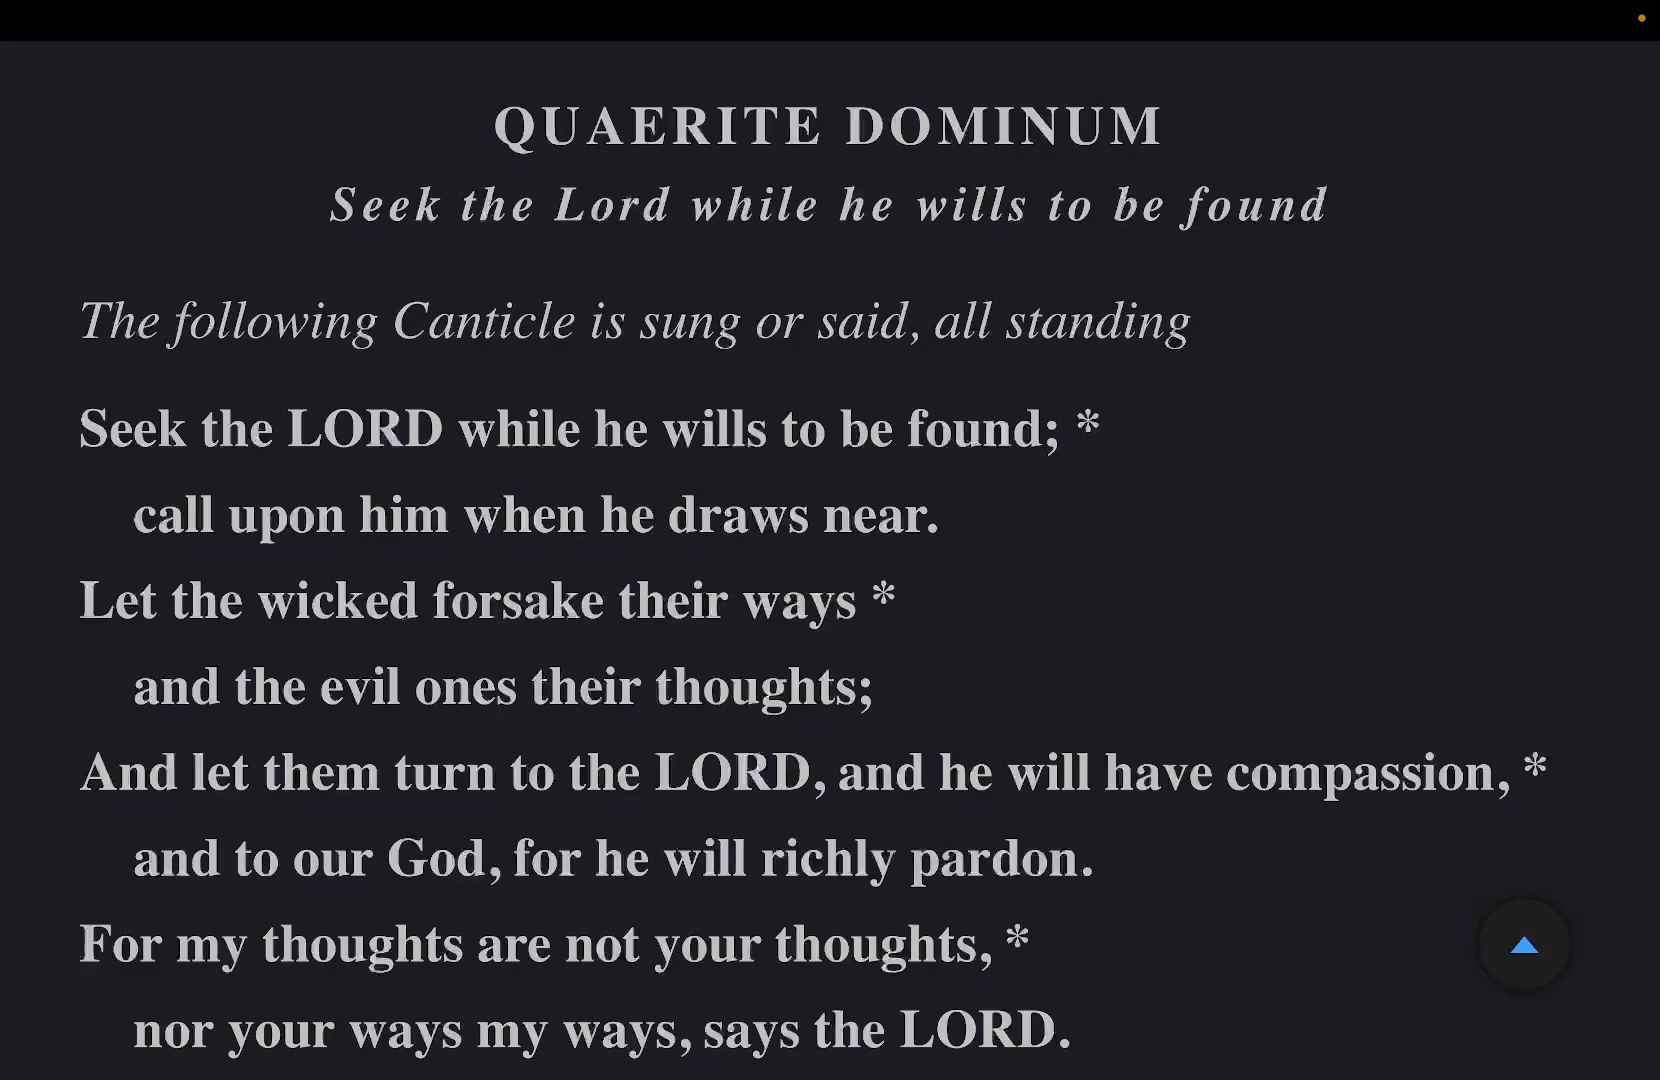 QUAERITE DOMINUM
Seek the Lord while he wills to be found
The following Canticle is sung or said, all standing
Seek the LORD while he wills to be found; *
call upon him when he draws near.
Let the wicked forsake their ways *
and the evil ones their thoughts;
And let them turn to the LORD, and he will have compassion, *
and to our God, for he will richly pardon.
For my thoughts are not your thoughts, *
nor your ways my ways, says the LORD.